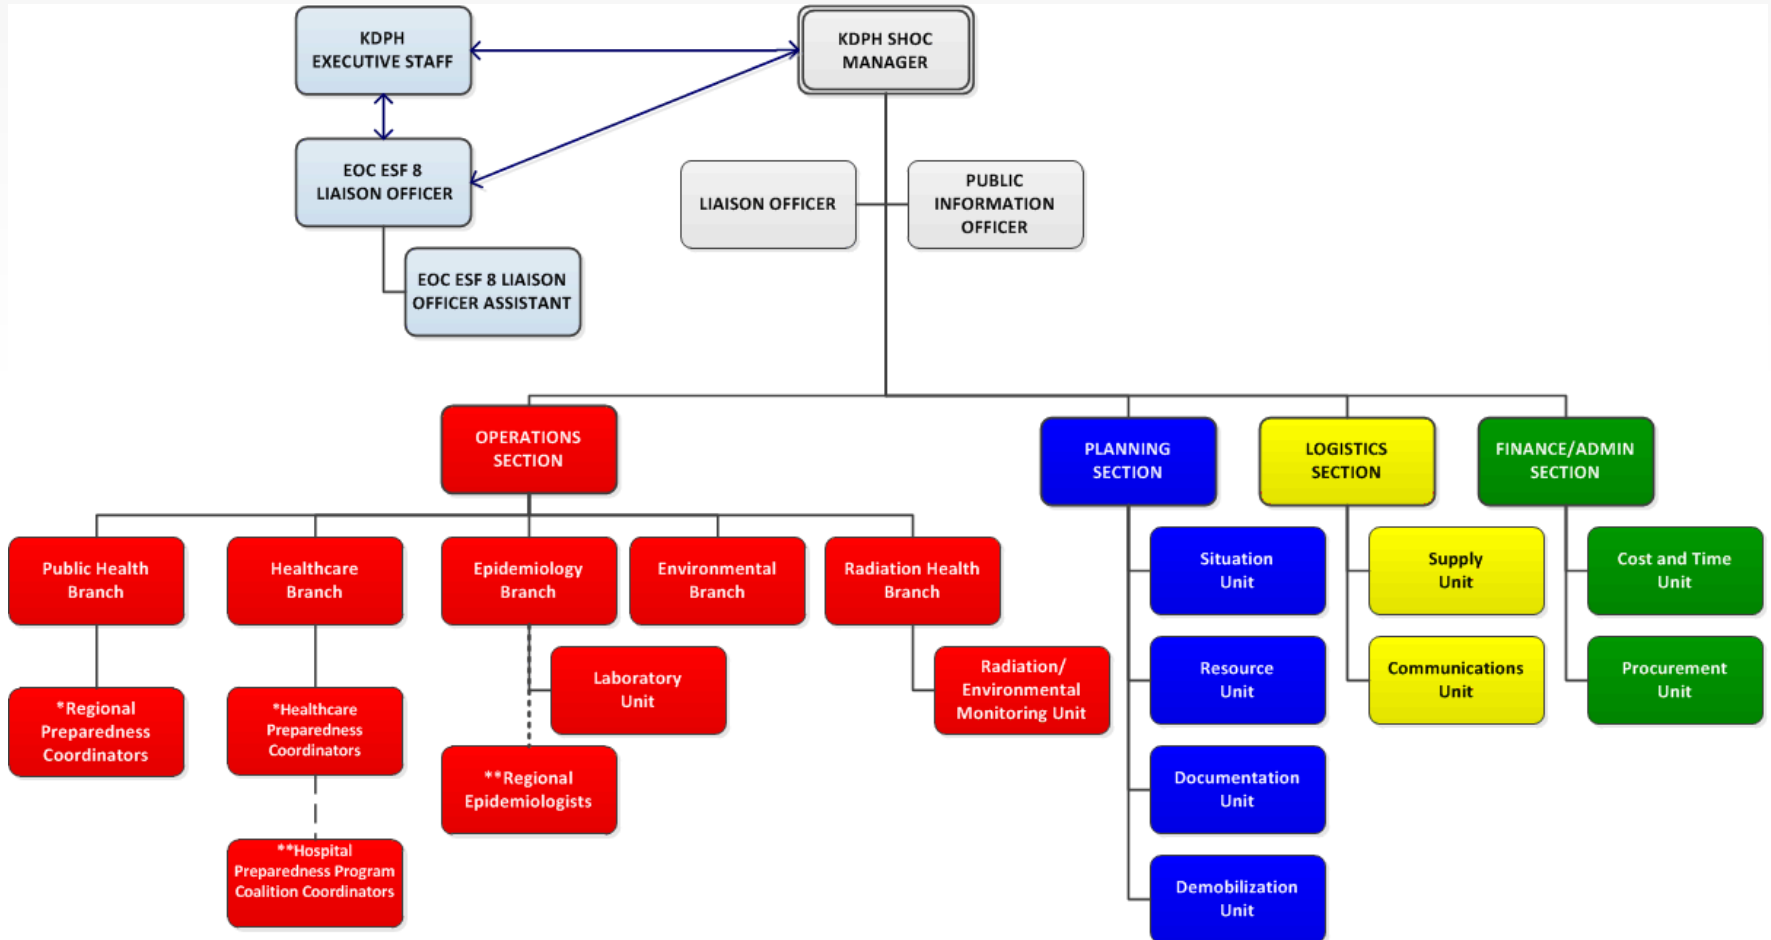 KDPH
EXECUTIVE STAFF
KDPH SHOC
MANAGER
EOC ESF 8
LIAISON OFFICER
LIAISON OFFICER
PUBLIC
INFORMATION
OFFICER
EOC ESF 8 LIAISON
OFFICER ASSISTANT
OPERATIONS
SECTION
PLANNING
SECTION
LOGISTICS
SECTION
FINANCE/ADMIN
SECTION
Public Health
Branch
Healthcare
Branch
Epidemiology
Branch
Environmental
Branch
Radiation Health
Branch
Situation
Unit
Supply
Unit
Cost and Time
Unit
*Regional
Preparedness
Coordinators
*Healthcare
Preparedness
Coordinators
Laboratory
Unit
Radiation/
Environmental
Monitoring Unit
Resource
Unit
Communications
Unit
Procurement
Unit
**Regional
Epidemiologists
Documentation
Unit
**Hospital
Preparedness Program
Coalition Coordinators
Demobilization
Unit